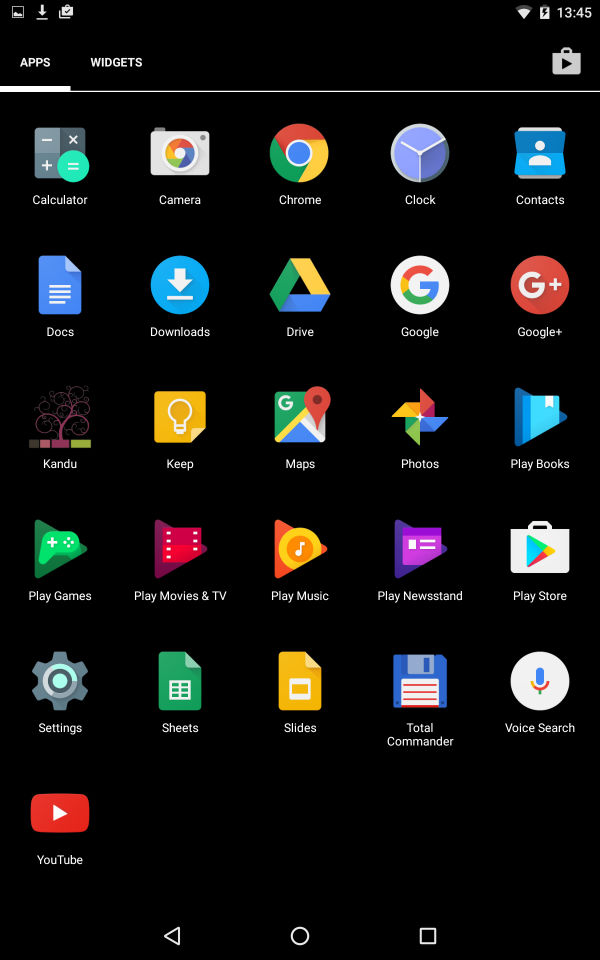 13:45
APPS WIDGETS
Calculator Camera Chrome Clock Contacts
Docs Downloads Drive Google Google+
Kandu Keep Maps Photos Play Books
Play Games Play Movies & TV Play Music Play Newsstand Play Store
Settings Sheets Slides Total Commander Voice Search
YouTube